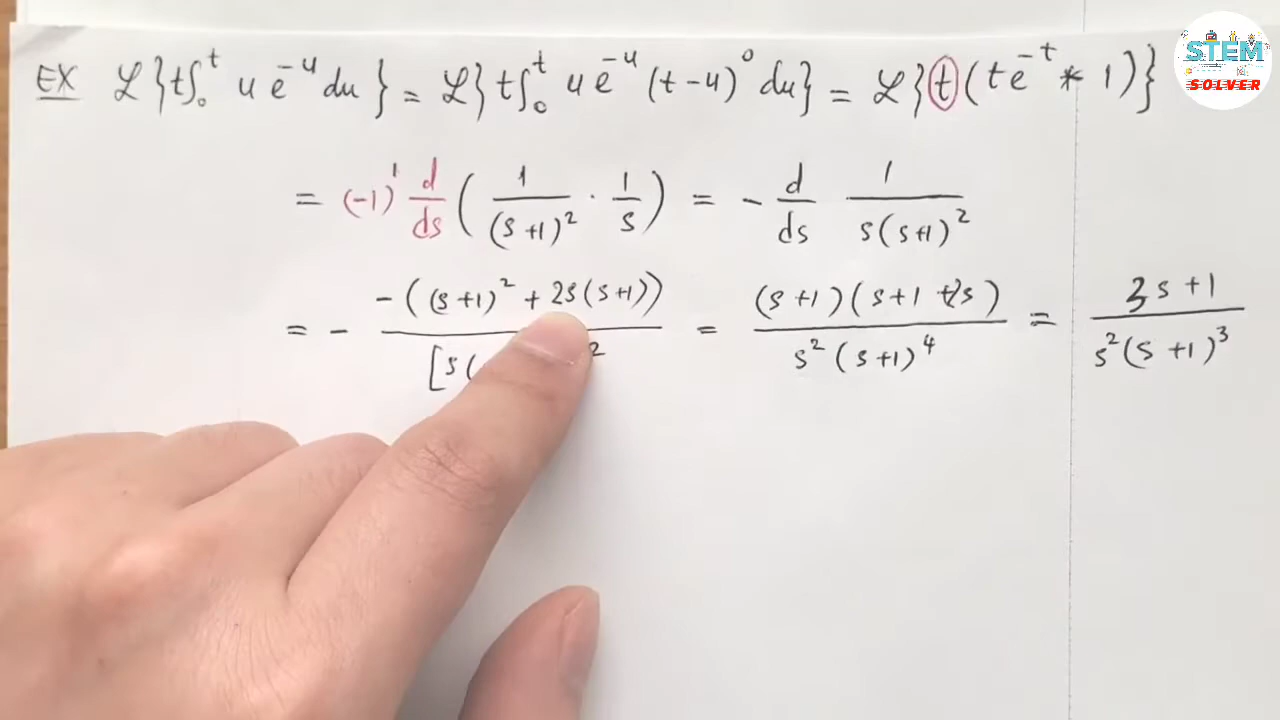 EX ℒ{t∫₀ᵗ u e⁻ᵘ du} = ℒ{t∫₀ᵗ u e⁻ᵘ (t-u)⁰ du} = ℒ{t(te⁻ᵗ * 1)}
= (-1)¹ d/ds (1/(s+1)² · 1/s) = - d/ds 1/(s(s+1)²)
= - -((s+1)² + 2s(s+1))/[s( ² = (s+1)(s+1+2s)/(s²(s+1)⁴) = (3s+1)/(s²(s+1)³)
STEM
SOLVER